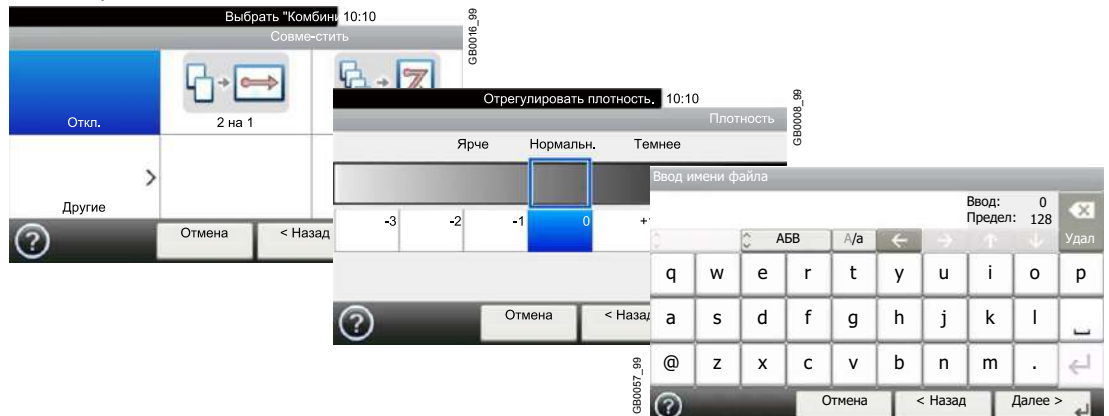 Выбрать "Комбини 10:10
Совме-стить
Откл.
2 на 1
Другие
Отмена
< Назад
GB0016_99
Отрегулировать плотность. 10:10
Плотность
Ярче Нормальн. Темнее
-3 -2 -1 0
Отмена
< Назад
GB0008_99
Ввод имени файла
Ввод: 0
Предел: 128
АБВ A/a Удал
q w e r t y u i o p
a s d f g h j k l
@ z x c v b n m .
Отмена < Назад Далее >
GB0057_99